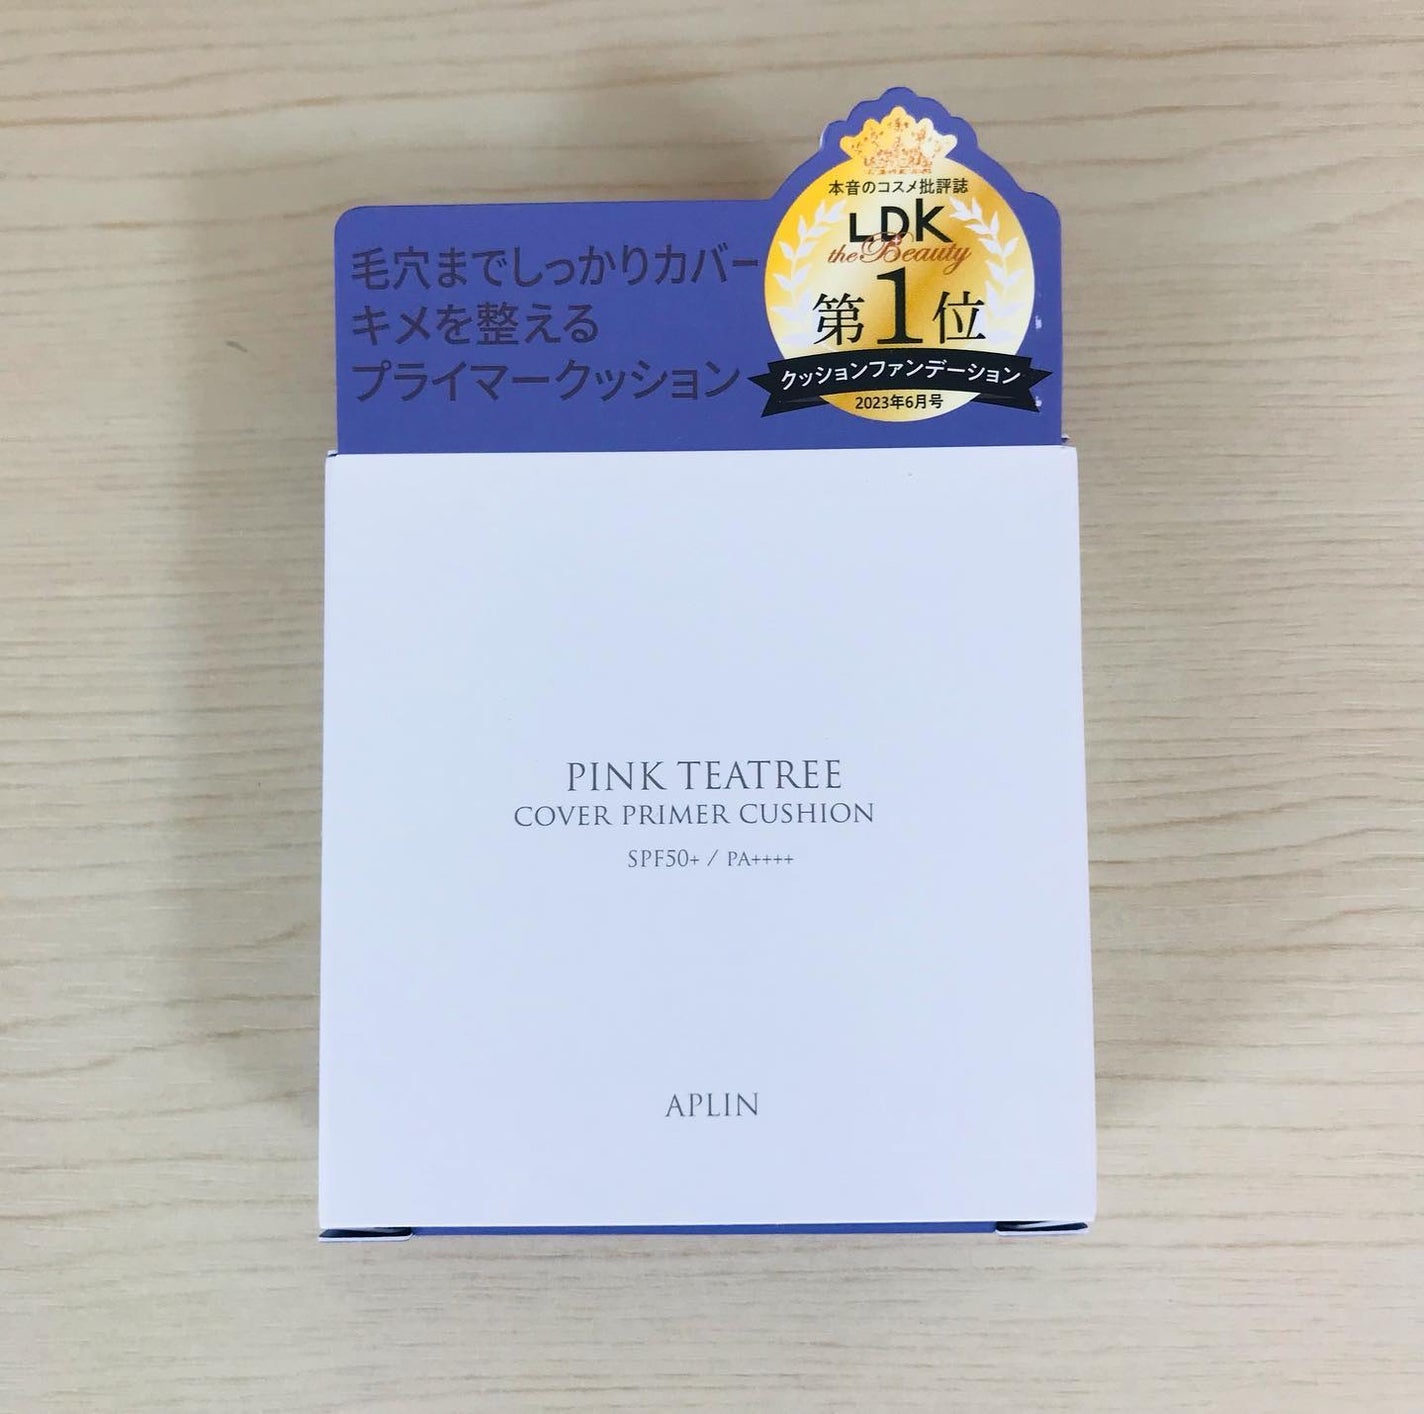 本音のコスメ批評誌
LDK
the Beauty
第1位
クッションファンデーション
2023年6月号
毛穴までしっかりカバー
キメを整える
プライマークッション
PINK TEATREE
COVER PRIMER CUSHION
SPF50+ / PA++++
APLIN